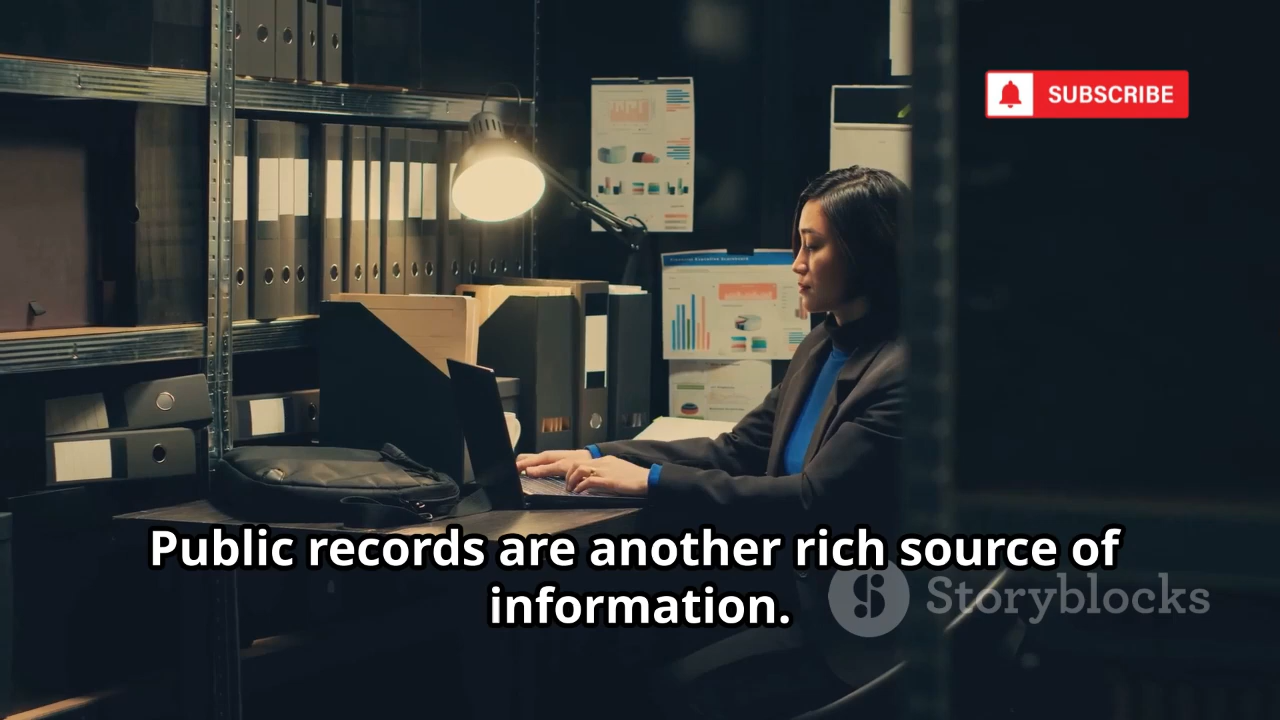 SUBSCRIBE
Public records are another rich source of
information.
Storyblocks